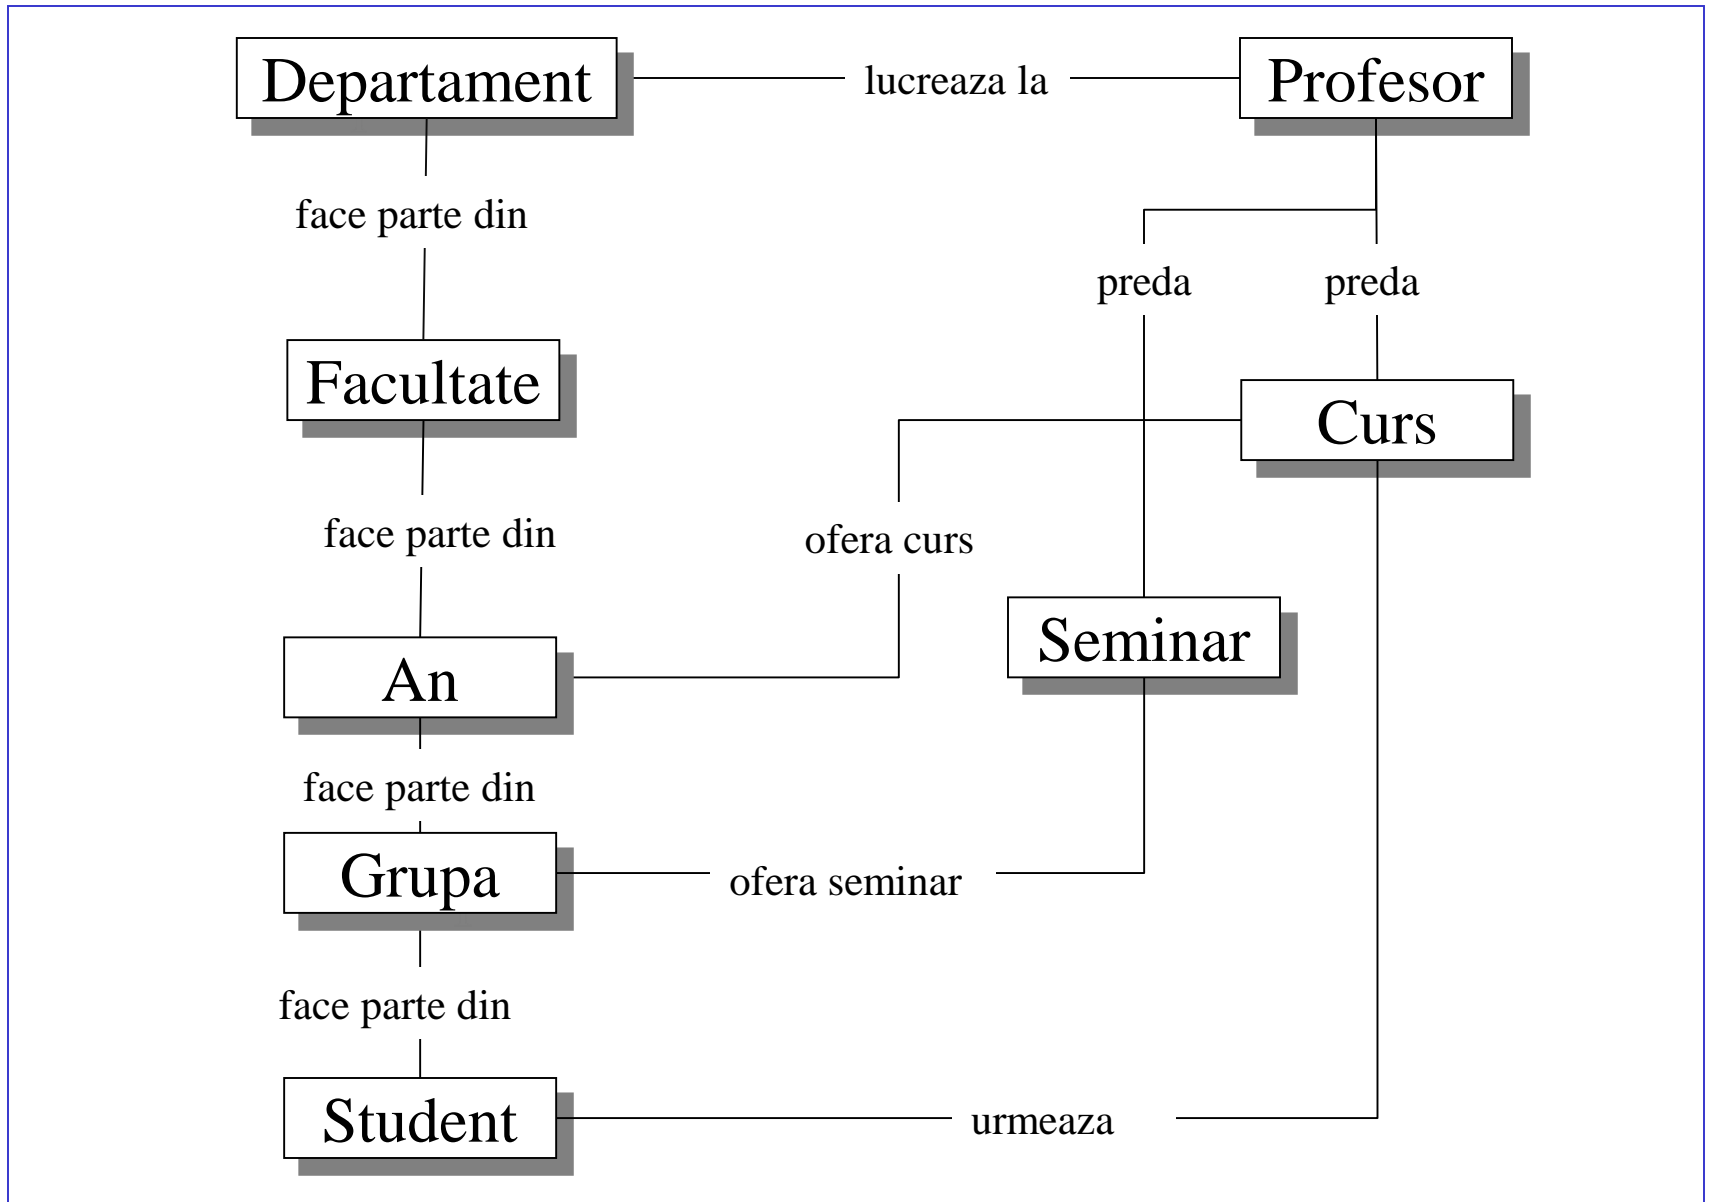 Departament
lucreaza la
Profesor
face parte din
preda
preda
Facultate
Curs
face parte din
ofera curs
Seminar
An
face parte din
Grupa
ofera seminar
face parte din
Student
urmeaza